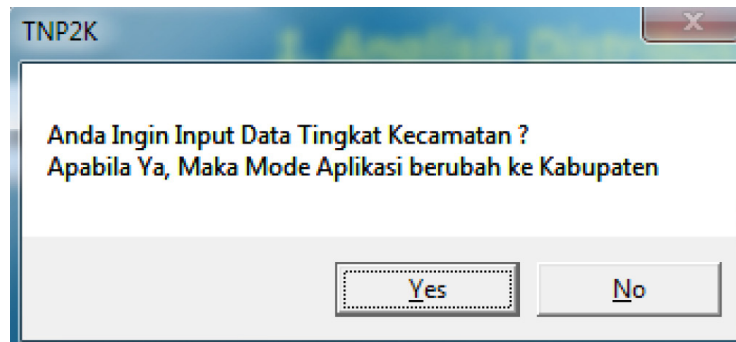 TNP2K
Anda Ingin Input Data Tingkat Kecamatan ?
Apabila Ya, Maka Mode Aplikasi berubah ke Kabupaten
Yes
No